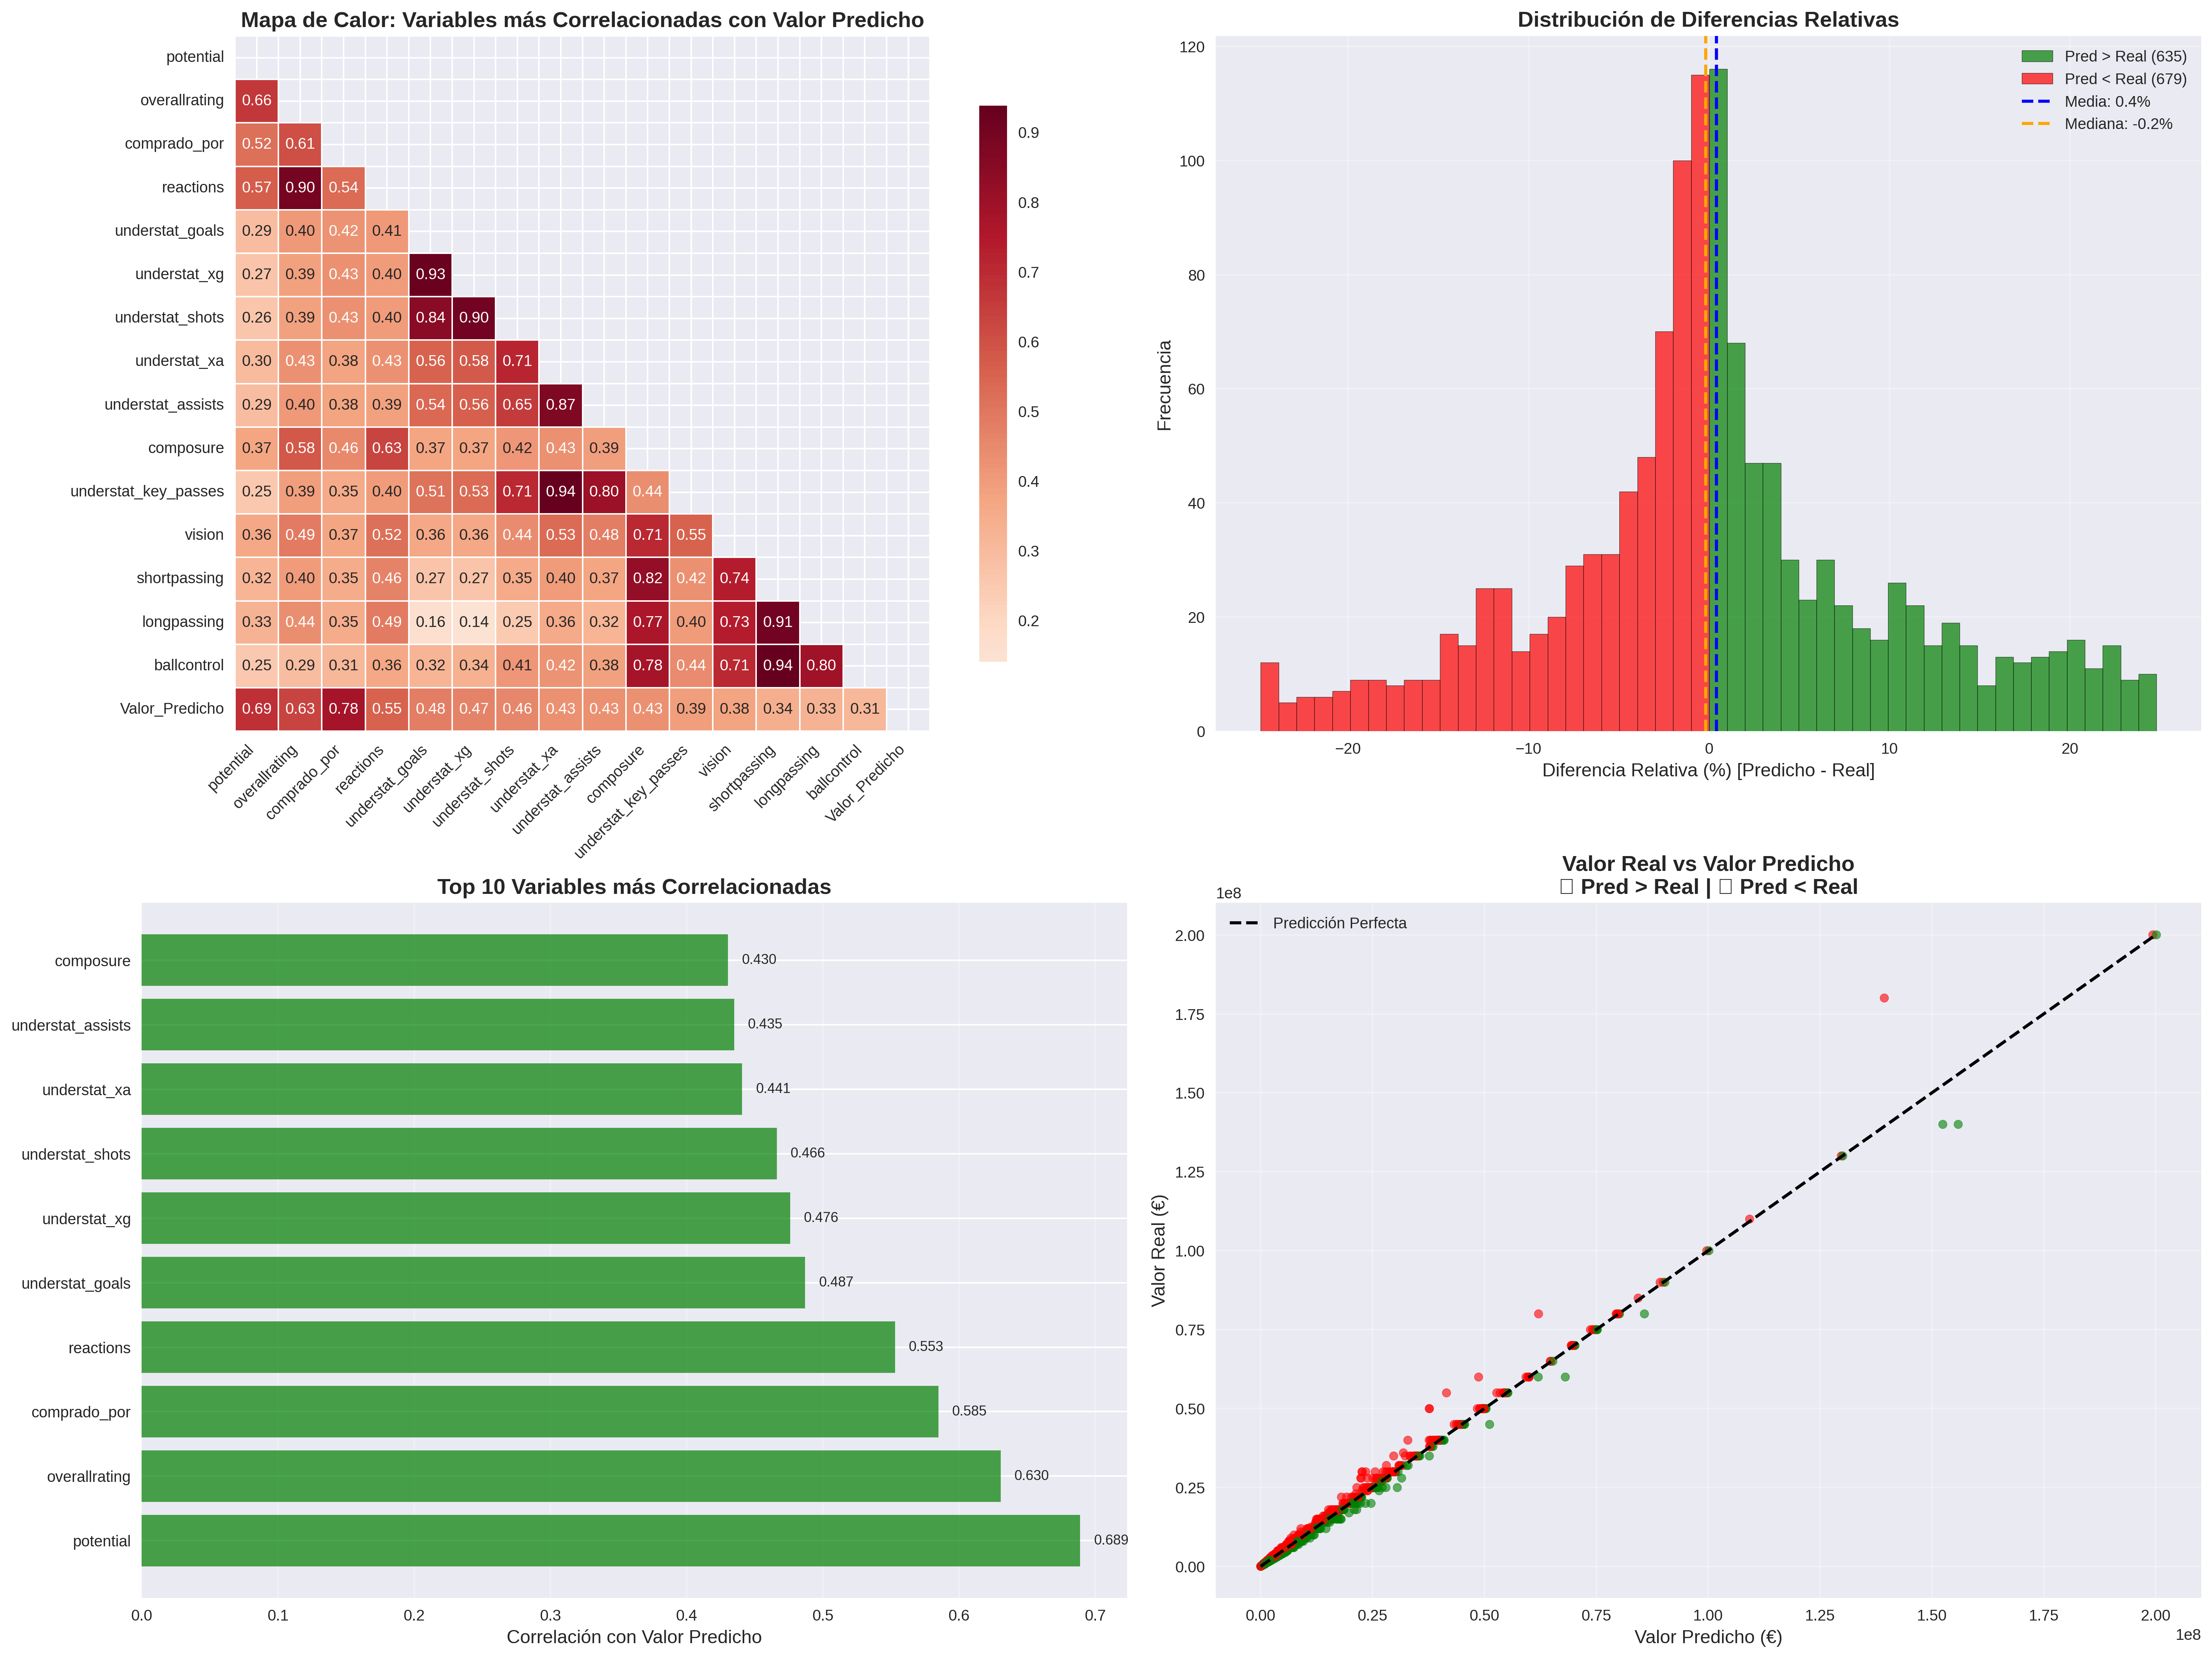 Mapa de Calor: Variables más Correlacionadas con Valor Predicho
potential
overallrating 0.66
comprado_por 0.52 0.61
reactions 0.57 0.90 0.54
understat_goals 0.29 0.40 0.42 0.41
understat_xg 0.27 0.39 0.43 0.40 0.93
understat_shots 0.26 0.39 0.43 0.40 0.84 0.90
understat_xa 0.30 0.43 0.38 0.43 0.56 0.58 0.71
understat_assists 0.29 0.40 0.38 0.39 0.54 0.56 0.65 0.87
composure 0.37 0.58 0.46 0.63 0.37 0.37 0.42 0.43 0.39
understat_key_passes 0.25 0.39 0.35 0.40 0.51 0.53 0.71 0.94 0.80 0.44
vision 0.36 0.49 0.37 0.52 0.36 0.36 0.44 0.53 0.48 0.71 0.55
shortpassing 0.32 0.40 0.35 0.46 0.27 0.27 0.35 0.40 0.37 0.82 0.42 0.74
longpassing 0.33 0.44 0.35 0.49 0.16 0.14 0.25 0.36 0.32 0.77 0.40 0.73 0.91
ballcontrol 0.25 0.29 0.31 0.36 0.32 0.34 0.41 0.42 0.38 0.78 0.44 0.71 0.94 0.80
Valor_Predicho 0.69 0.63 0.78 0.55 0.48 0.47 0.46 0.43 0.43 0.43 0.39 0.38 0.34 0.33 0.31
potential overallrating comprado_por reactions understat_goals understat_xg understat_shots understat_xa understat_assists composure understat_key_passes vision shortpassing longpassing ballcontrol Valor_Predicho
0.9
0.8
0.7
0.6
0.5
0.4
0.3
0.2
Distribución de Diferencias Relativas
Pred > Real (635)
Pred < Real (679)
Media: 0.4%
Mediana: -0.2%
Frecuencia
120
100
80
60
40
20
0
−20 −10 0 10 20
Diferencia Relativa (%) [Predicho - Real]
Top 10 Variables más Correlacionadas
composure 0.430
understat_assists 0.435
understat_xa 0.441
understat_shots 0.466
understat_xg 0.476
understat_goals 0.487
reactions 0.553
comprado_por 0.585
overallrating 0.630
potential 0.689
0.0 0.1 0.2 0.3 0.4 0.5 0.6 0.7
Correlación con Valor Predicho
Valor Real vs Valor Predicho
▯ Pred > Real | ▯ Pred < Real
1e8
Predicción Perfecta
Valor Real (€)
2.00
1.75
1.50
1.25
1.00
0.75
0.50
0.25
0.00
0.00 0.25 0.50 0.75 1.00 1.25 1.50 1.75 2.00
Valor Predicho (€)
1e8